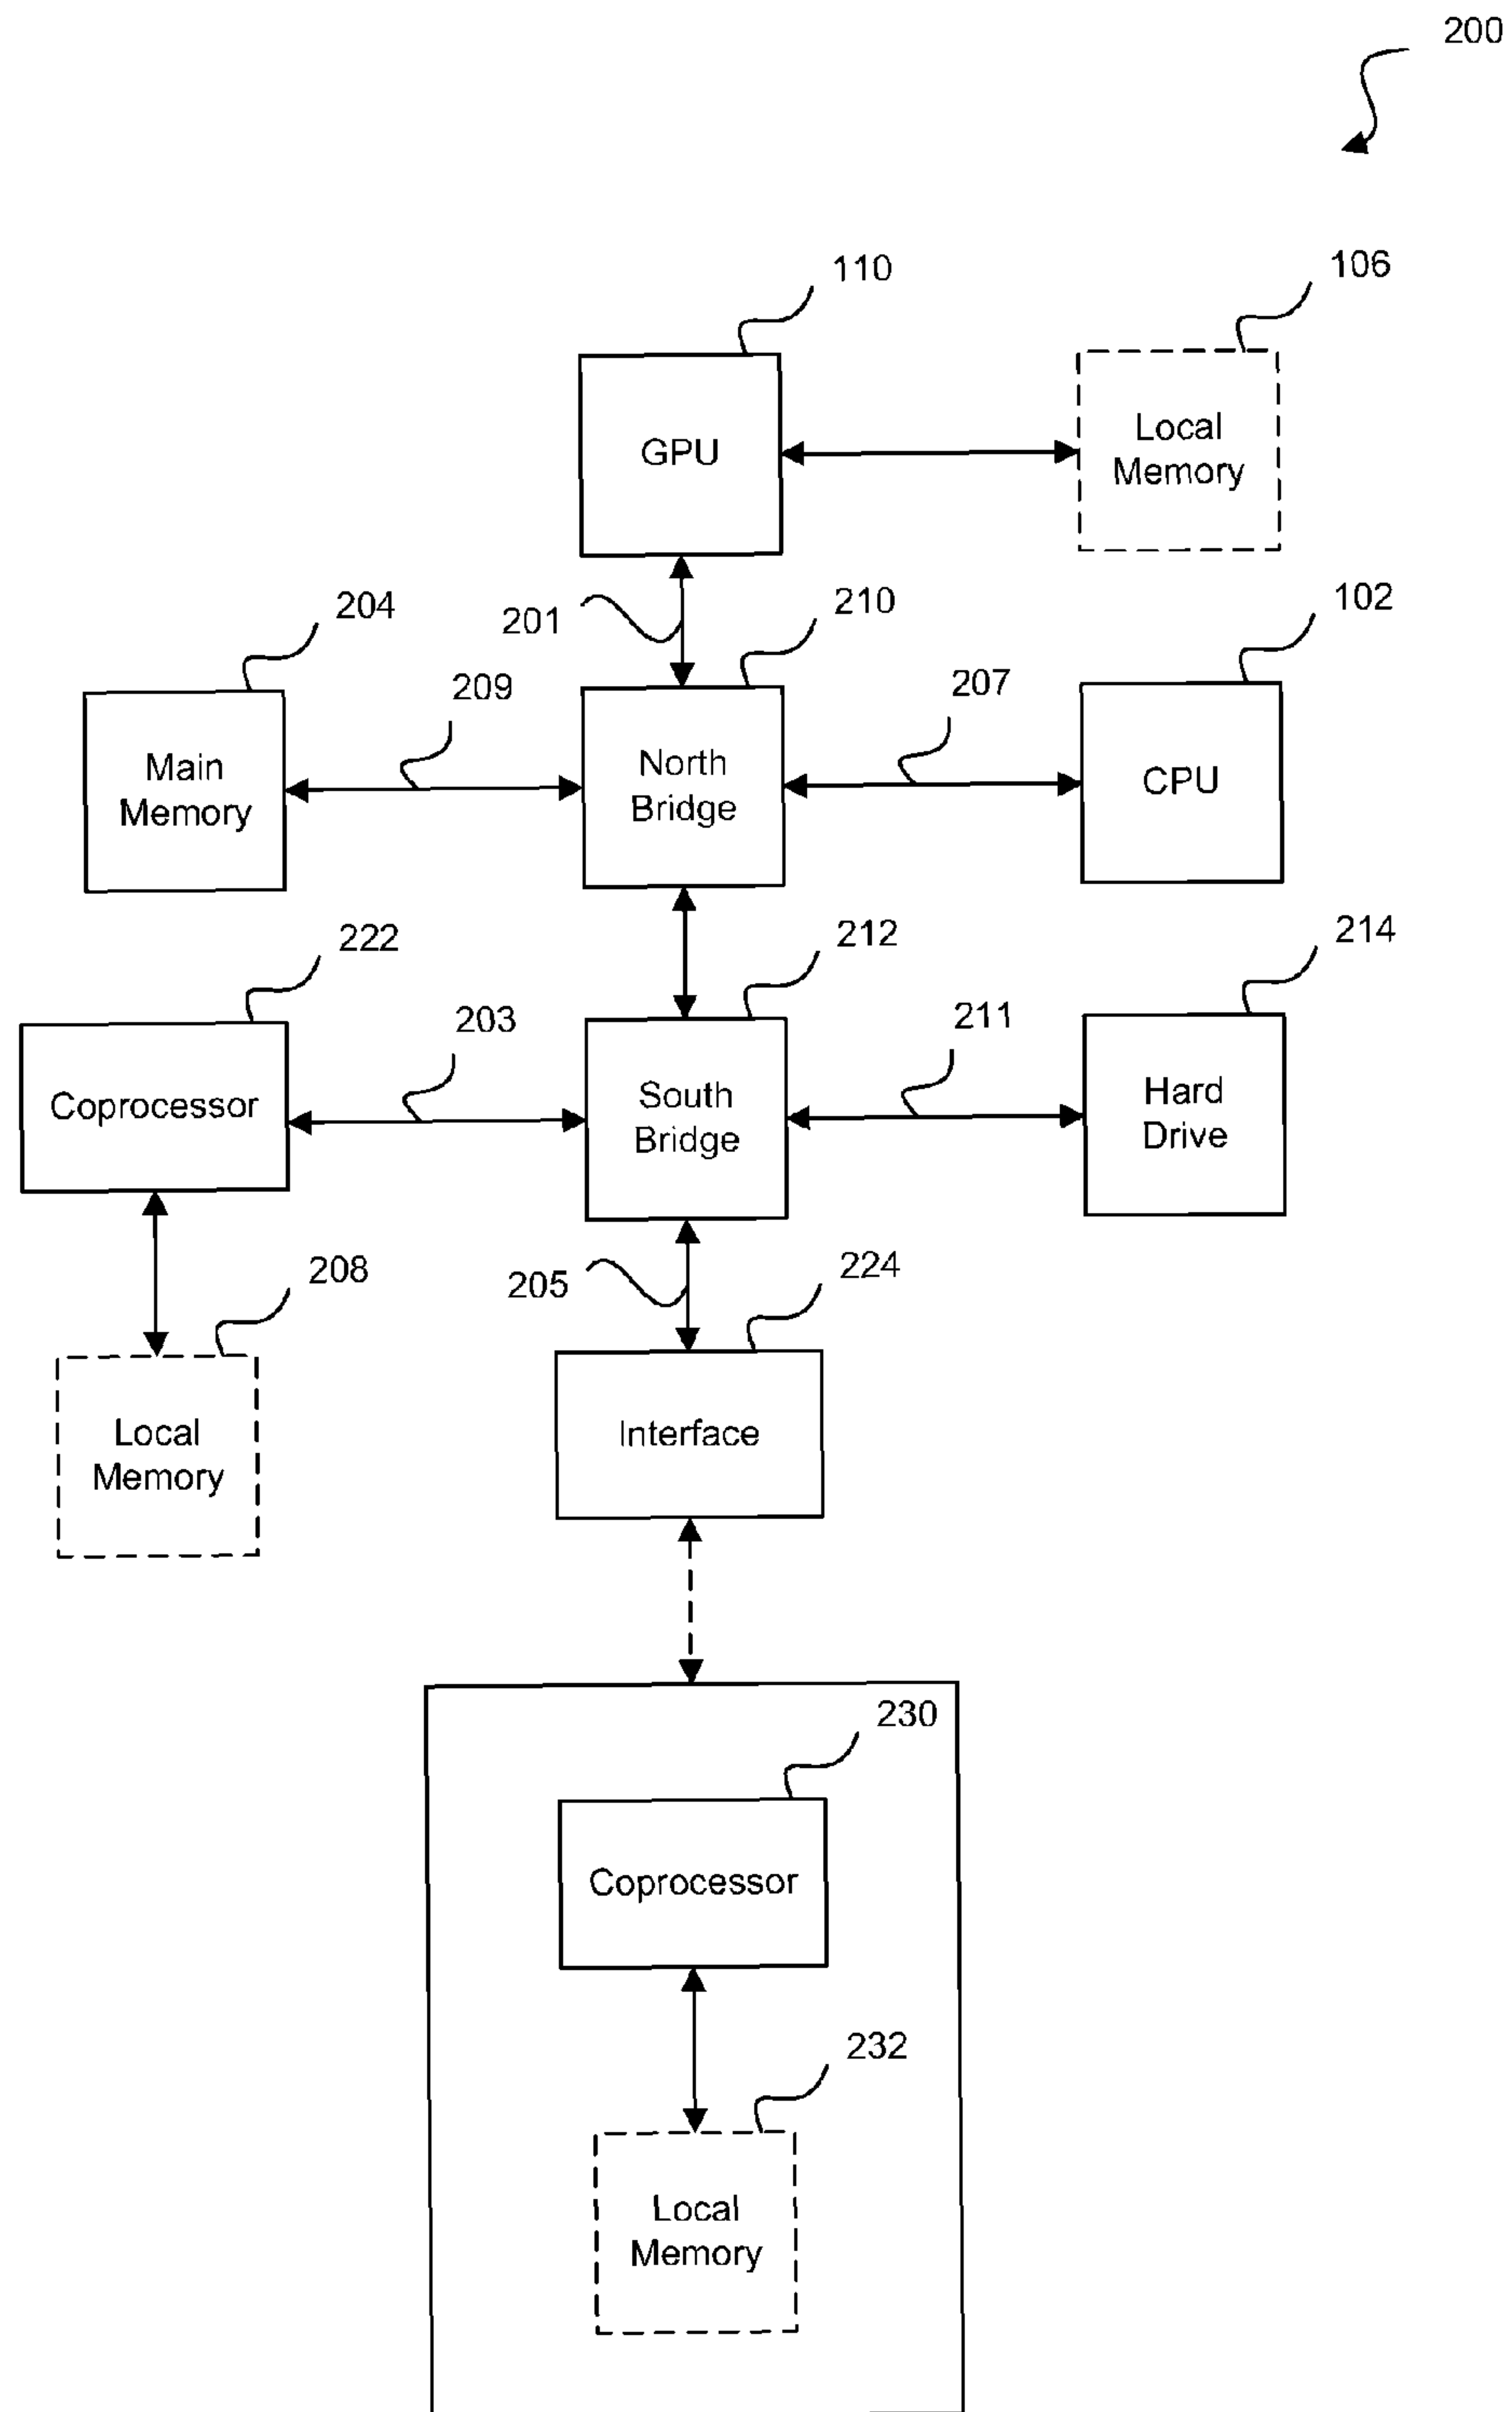 200
110
106
GPU
Local
Memory
201
210
102
204
209
207
Main
Memory
North
Bridge
CPU
222
212
214
203
211
Coprocessor
South
Bridge
Hard
Drive
208
205
224
Local
Memory
Interface
230
Coprocessor
232
Local
Memory